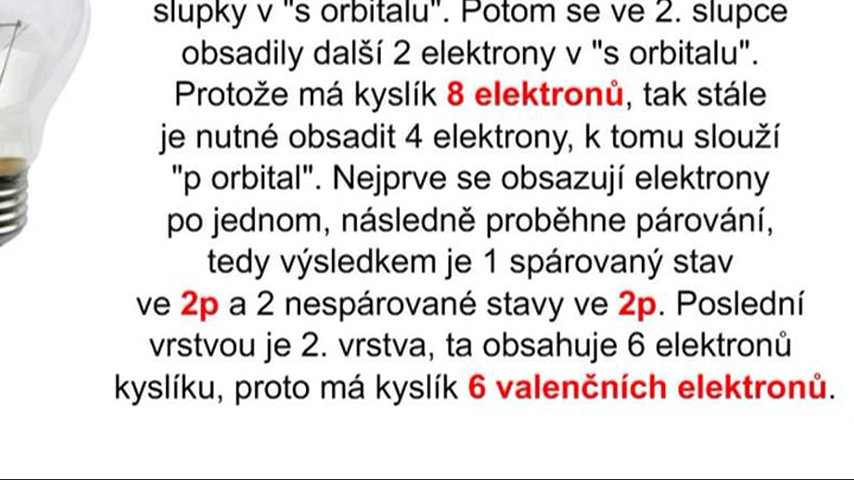 slupky v "s orbitalu". Potom se ve 2. slupce
obsadily další 2 elektrony v "s orbitalu".
Protože má kyslík 8 elektronů, tak stále
je nutné obsadit 4 elektrony, k tomu slouží
"p orbital". Nejprve se obsazují elektrony
po jednom, následně proběhne párování,
tedy výsledkem je 1 spárovaný stav
ve 2p a 2 nespárované stavy ve 2p. Poslední
vrstvou je 2. vrstva, ta obsahuje 6 elektronů
kyslíku, proto má kyslík 6 valenčních elektronů.